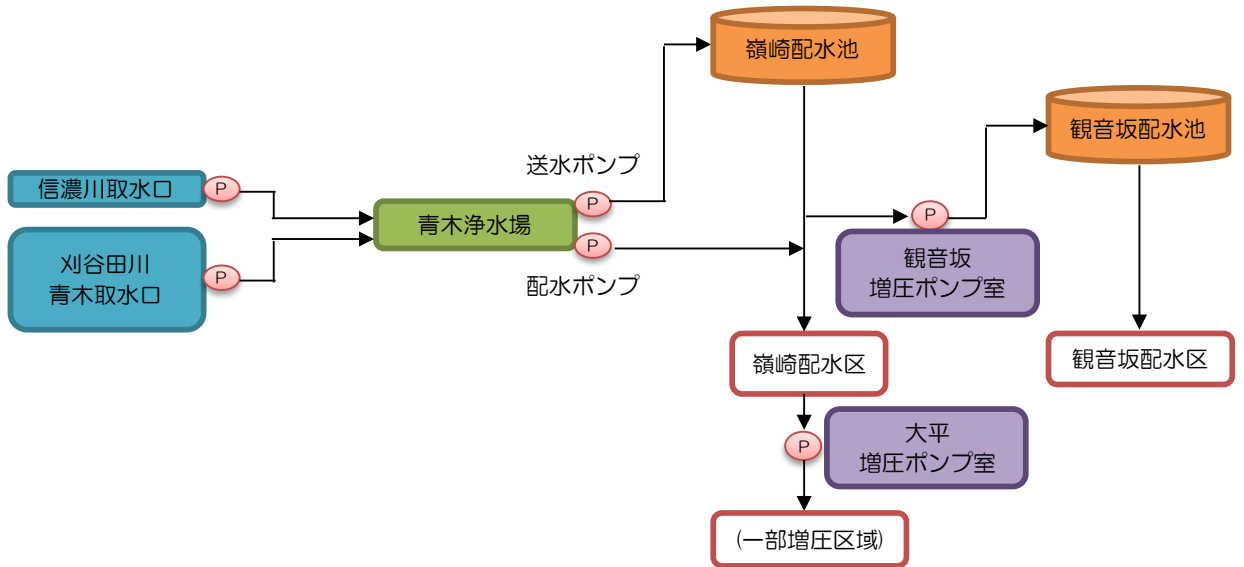 嶺崎配水池
観音坂配水池
送水ポンプ
信濃川取水口
P
P
青木浄水場
P
P
刈谷田川
青木取水口
P
配水ポンプ
観音坂
増圧ポンプ室
嶺崎配水区
観音坂配水区
P
大平
増圧ポンプ室
(一部増圧区域)